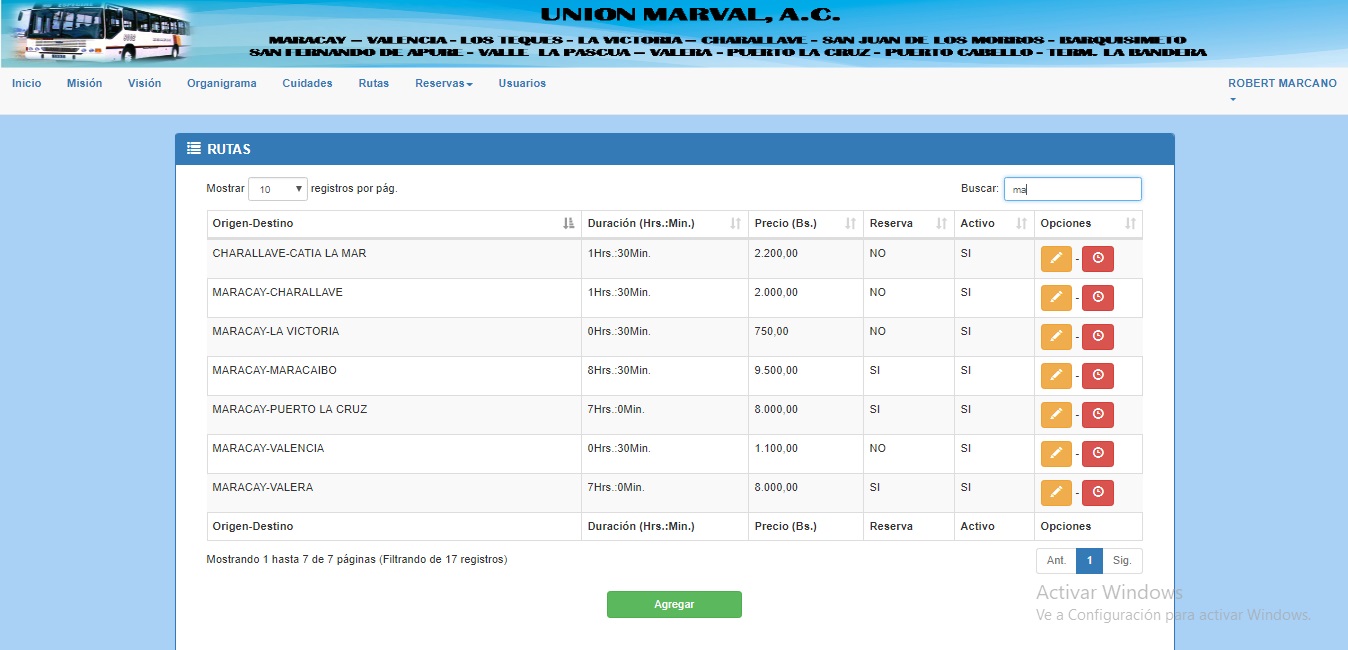 UNION MARVAL, A.C.
MARACAY – VALENCIA - LOS TEQUES - LA VICTORIA – CHARALLAVE - SAN JUAN DE LOS MORROS - BARQUISIMETO
SAN FERNANDO DE APURE - VALLE LA PASCUA – VALERA - PUERTO LA CRUZ - PUERTO CABELLO - TERM. LA BANDERA
Inicio Misión Visión Organigrama Cuidades Rutas Reservas Usuarios ROBERT MARCANO
RUTAS
Mostrar 10 registros por pág. Buscar: ma
Origen-Destino Duración (Hrs.:Min.) Precio (Bs.) Reserva Activo Opciones
CHARALLAVE-CATIA LA MAR 1Hrs.:30Min. 2.200,00 NO SI -
MARACAY-CHARALLAVE 1Hrs.:30Min. 2.000,00 NO SI -
MARACAY-LA VICTORIA 0Hrs.:30Min. 750,00 NO SI -
MARACAY-MARACAIBO 8Hrs.:30Min. 9.500,00 SI SI -
MARACAY-PUERTO LA CRUZ 7Hrs.:0Min. 8.000,00 SI SI -
MARACAY-VALENCIA 0Hrs.:30Min. 1.100,00 NO SI -
MARACAY-VALERA 7Hrs.:0Min. 8.000,00 SI SI -
Origen-Destino Duración (Hrs.:Min.) Precio (Bs.) Reserva Activo Opciones
Mostrando 1 hasta 7 de 7 páginas (Filtrando de 17 registros) Ant. 1 Sig.
Activar Windows
Agregar
Ve a Configuración para activar Windows.